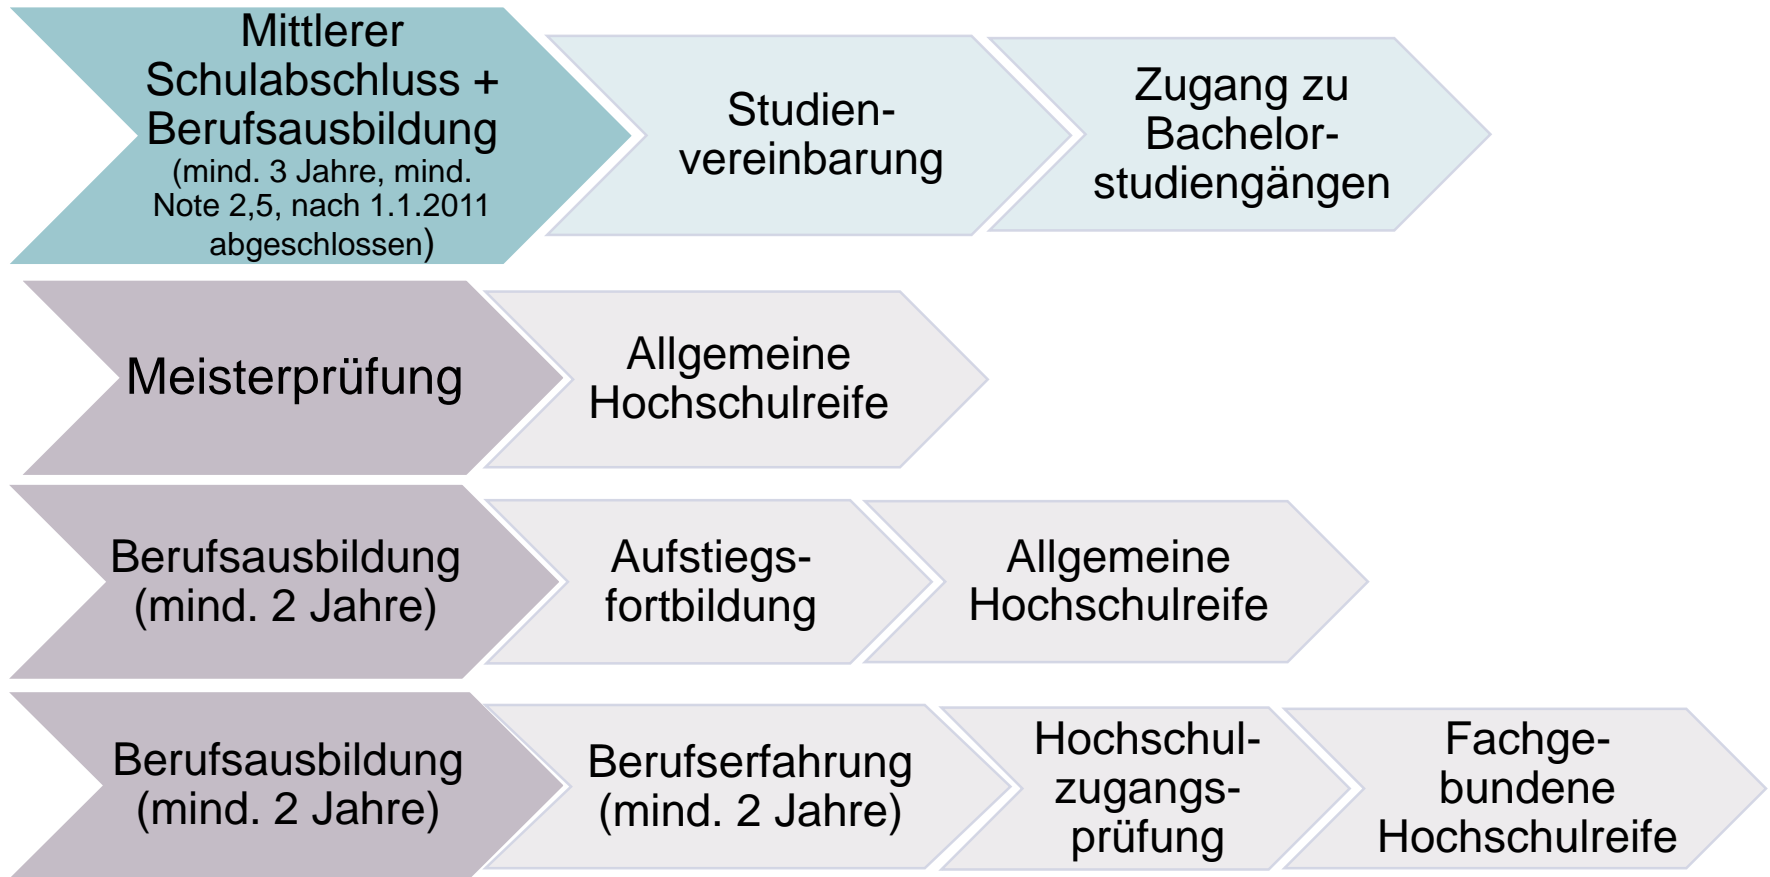 Mittlerer
Schulabschluss +
Berufsausbildung
(mind. 3 Jahre, mind.
Note 2,5, nach 1.1.2011
abgeschlossen)
Studien-
vereinbarung
Zugang zu
Bachelor-
studiengängen
Meisterprüfung
Allgemeine
Hochschulreife
Berufsausbildung
(mind. 2 Jahre)
Aufstiegs-
fortbildung
Allgemeine
Hochschulreife
Berufsausbildung
(mind. 2 Jahre)
Berufserfahrung
(mind. 2 Jahre)
Hochschul-
zugangs-
prüfung
Fachge-
bundene
Hochschulreife